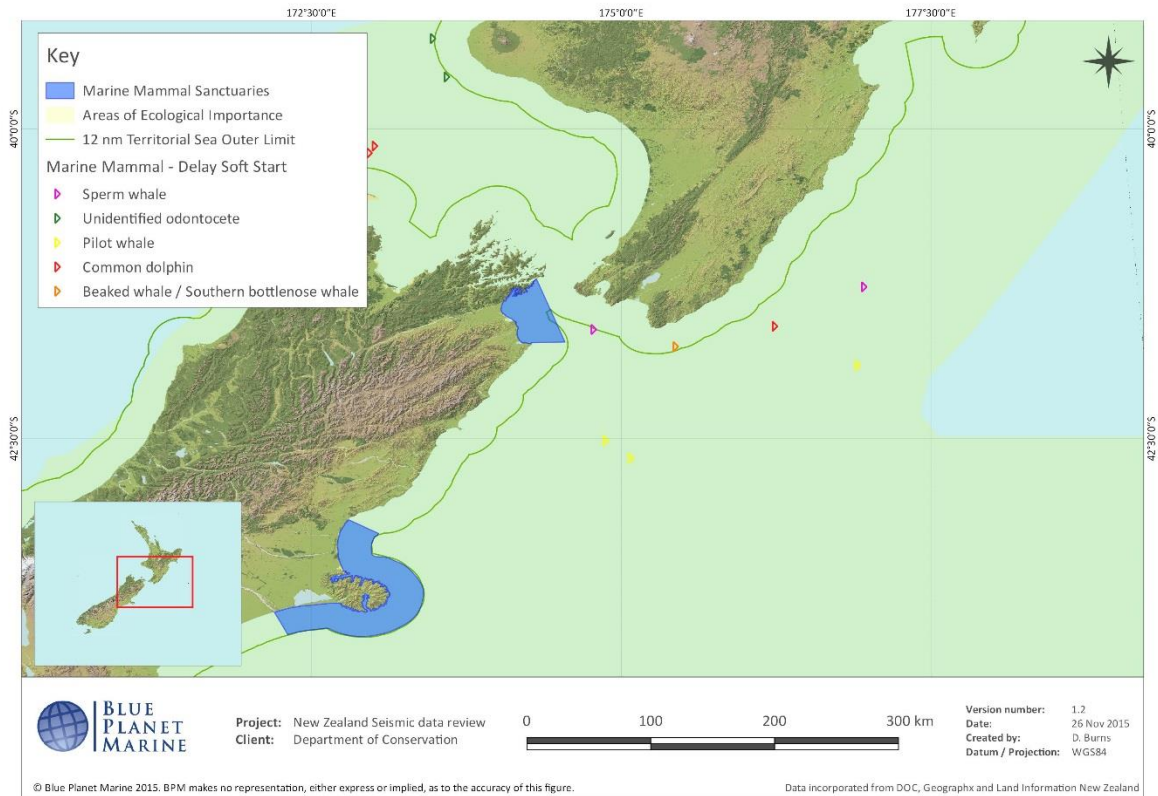 172°30'0"E 175°0'0"E 177°30'0"E
Key
Marine Mammal Sanctuaries
Areas of Ecological Importance
12 nm Territorial Sea Outer Limit
Marine Mammal - Delay Soft Start
Sperm whale
Unidentified odontocete
Pilot whale
Common dolphin
Beaked whale / Southern bottlenose whale
40°0'0"S 40°0'0"S
42°30'0"S 42°30'0"S
BLUE
PLANET
MARINE
Project: New Zealand Seismic data review
Client: Department of Conservation
0 100 200 300 km
Version number: 1.2
Date: 26 Nov 2015
Created by: D. Burns
Datum / Projection: WGS84
© Blue Planet Marine 2015. BPM makes no representation, either express or implied, as to the accuracy of this figure.
Data incorporated from DOC, Geographx and Land Information New Zealand